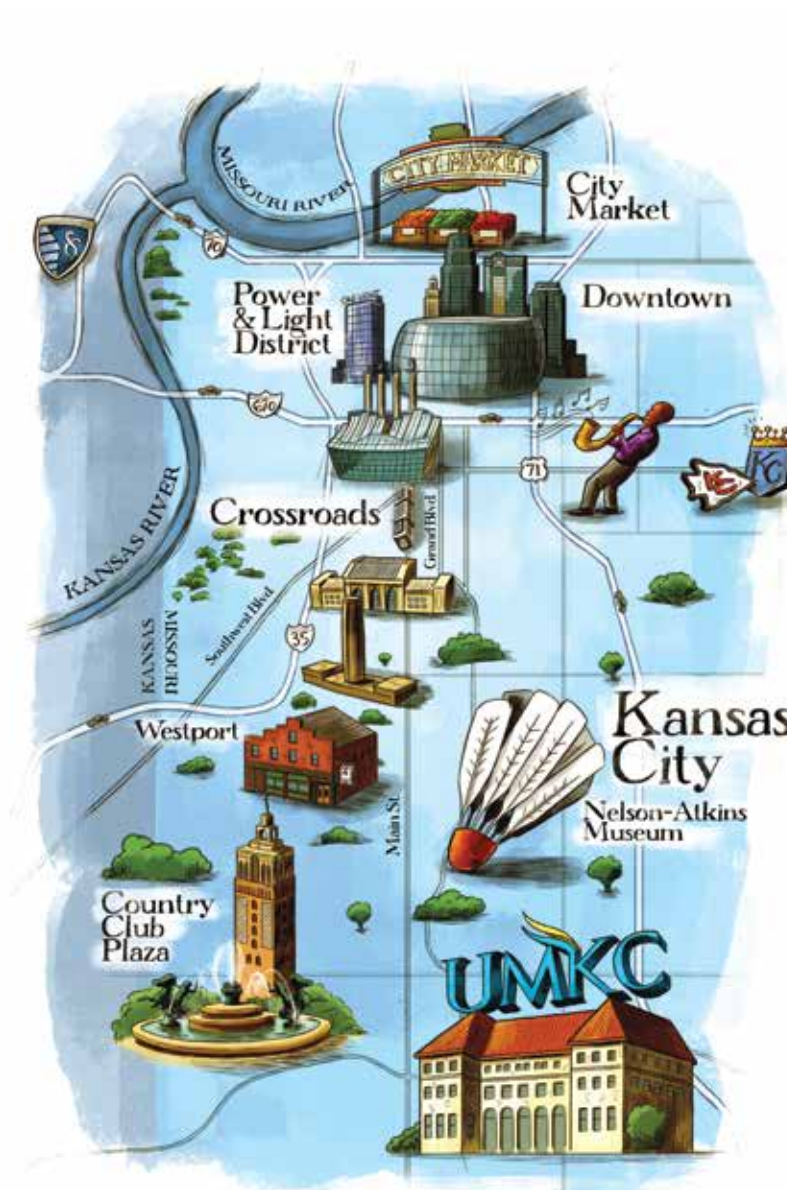 MISSOURI RIVER
CITY MARKET
City
Market
70
Power
& Light
District
Downtown
670
71
KC
KC
KANSAS RIVER
Crossroads
Grand Blvd
Southwest Blvd
KANSAS
MISSOURI
35
Westport
Kansas
City
Nelson-Atkins
Museum
Main St
Country
Club
Plaza
UMKC